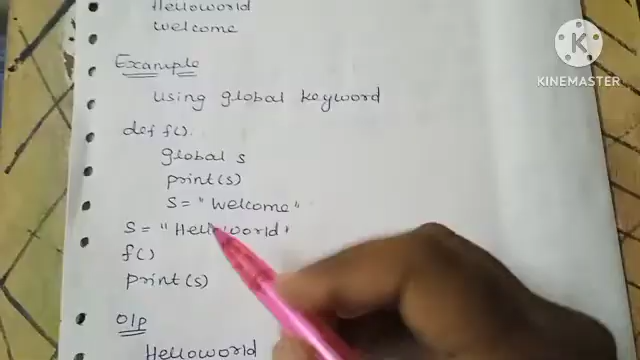 Helloworld
welcome
Example
using global keyword
def f().
global s
print(s)
s= "Welcome"
s= "Helloworld"
f()
print(s)
O/p
Helloworld
K
KINEMASTER